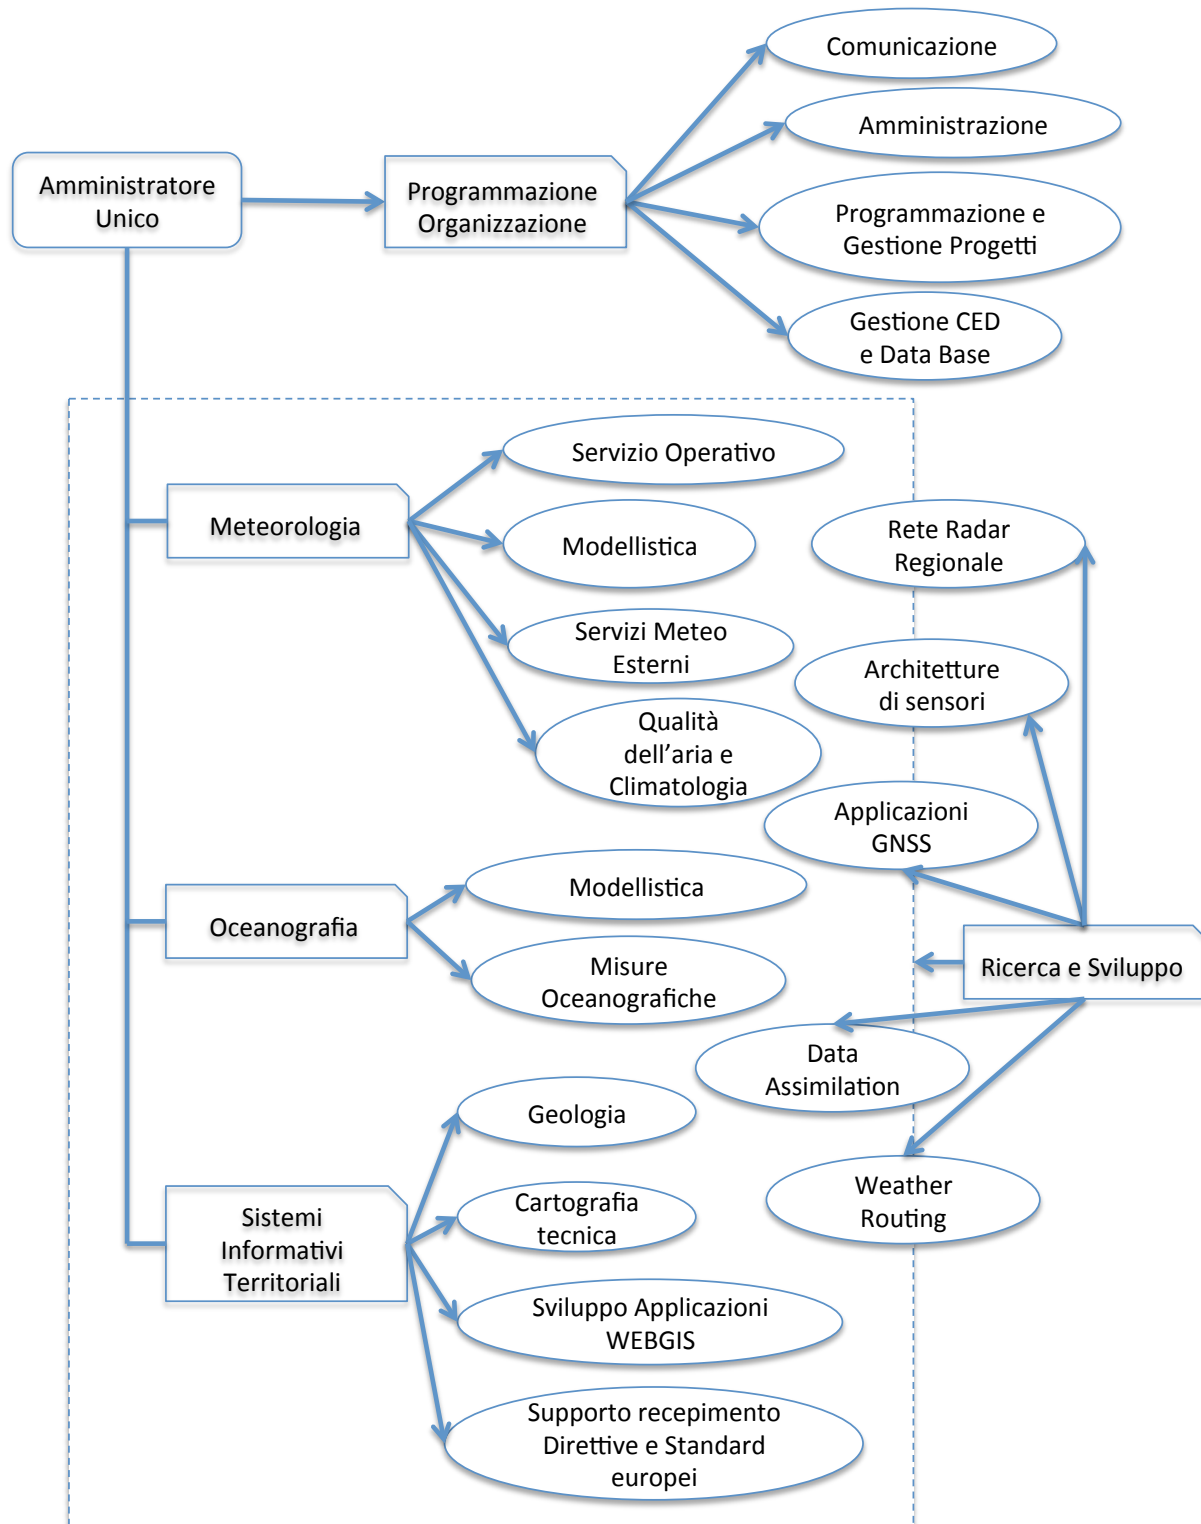 Comunicazione
Amministrazione
Amministratore
Unico
Programmazione
Organizzazione
Programmazione e
Gestione Progetti
Gestione CED
e Data Base
Servizio Operativo
Meteorologia
Modellistica
Servizi Meteo
Esterni
Qualità
dell’aria e
Climatologia
Rete Radar
Regionale
Architetture
di sensori
Applicazioni
GNSS
Oceanografia
Modellistica
Misure
Oceanografiche
Ricerca e Sviluppo
Data
Assimilation
Weather
Routing
Sistemi
Informativi
Territoriali
Geologia
Cartografia
tecnica
Sviluppo Applicazioni
WEBGIS
Supporto recepimento
Direttive e Standard
europei